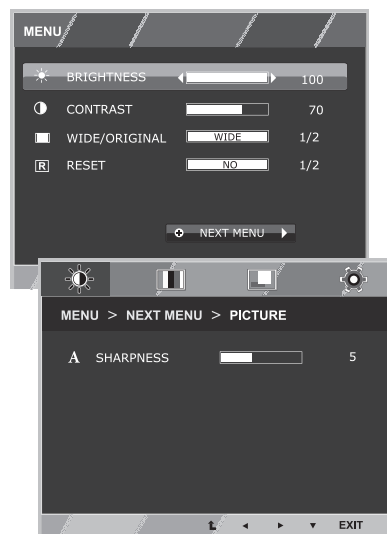 MENU
BRIGHTNESS 100
CONTRAST 70
WIDE/ORIGINAL WIDE 1/2
R RESET NO 1/2
NEXT MENU
MENU > NEXT MENU > PICTURE
A SHARPNESS 5
EXIT